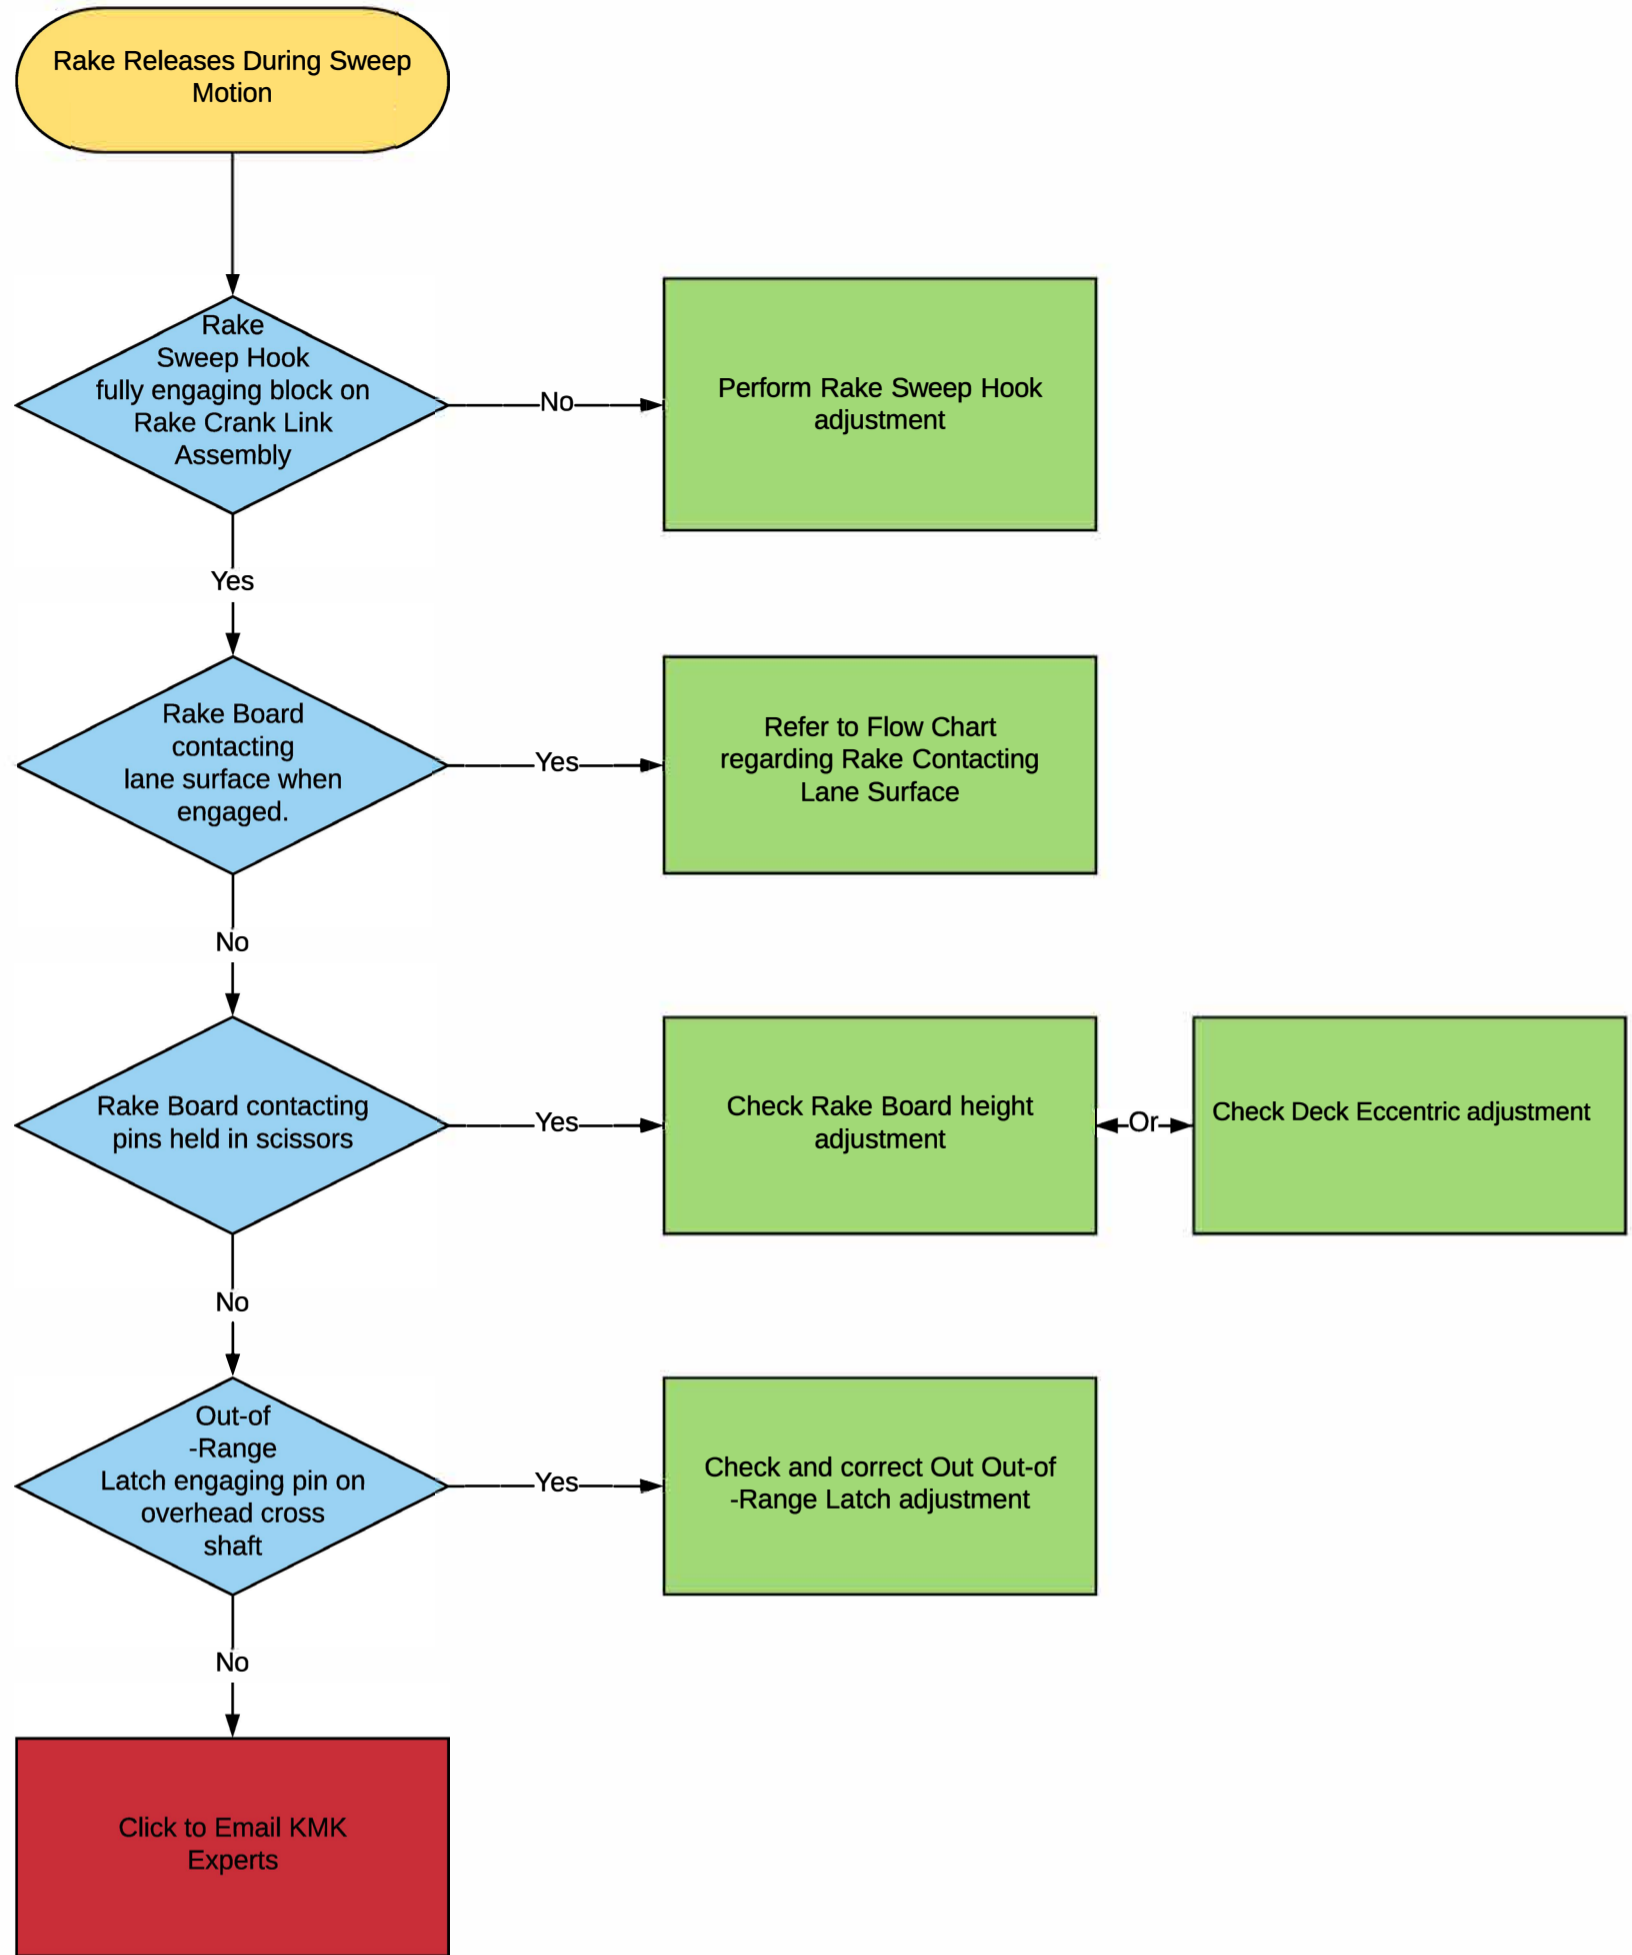 Rake Releases During Sweep
Motion
Rake
Sweep Hook
fully engaging block on
Rake Crank Link
Assembly
No
Perform Rake Sweep Hook
adjustment
Yes
Rake Board
contacting
lane surface when
engaged.
Yes
Refer to Flow Chart
regarding Rake Contacting
Lane Surface
No
Rake Board contacting
pins held in scissors
Yes
Check Rake Board height
adjustment
Or
Check Deck Eccentric adjustment
No
Out-of
-Range
Latch engaging pin on
overhead cross
shaft
Yes
Check and correct Out Out-of
-Range Latch adjustment
No
Click to Email KMK
Experts